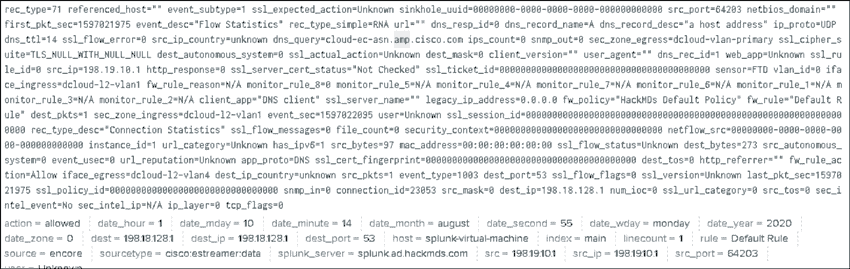 rec_type=71 referenced_host="" event_subtype=1 ssl_expected_action=Unknown sinkhole_uuid=00000000-0000-0000-0000-000000000000 src_port=64203 netbios_domain=""
first_pkt_sec=1597021975 event_desc="Flow Statistics" rec_type_simple=RNA url="" dns_resp_id=0 dns_record_name=A dns_record_desc="a host address" ip_proto=UDP
dns_ttl=14 ssl_flow_error=0 src_ip_country=unknown dns_query=cloud-ec-asn.amp.cisco.com ips_count=0 snmp_out=0 sec_zone_egress=dcloud-vlan-primary ssl_cipher_s
uite=TLS_NULL_WITH_NULL_NULL dest_autonomous_system=0 ssl_actual_action=Unknown dest_mask=0 client_version="" user_agent="" dns_rec_id=1 web_app=Unknown ssl_ru
le_id=0 src_ip=198.19.10.1 http_response=0 ssl_server_cert_status="Not Checked" ssl_ticket_id=0000000000000000000000000000000000000000 sensor=FTD vlan_id=0 ifa
ce_ingress=dcloud-l2-vlan1 fw_rule_reason=N/A monitor_rule_8=0 monitor_rule_5=N/A monitor_rule_4=N/A monitor_rule_7=N/A monitor_rule_6=N/A monitor_rule_1=N/A m
onitor_rule_3=N/A monitor_rule_2=N/A client_app="DNS client" ssl_server_name="" legacy_ip_address=0.0.0.0 fw_policy="HackMDs Default Policy" fw_rule="Default R
ule" dest_pkts=1 sec_zone_ingress=dcloud-l2-vlan1 event_sec=1597022035 user=Unknown ssl_session_id=0000000000000000000000000000000000000000000000000000
000000000000 rec_type_desc="Connection Statistics" ssl_flow_messages=0 file_count=0 security_context=00000000000000000000000000000000 netflow_src=00000000-0000-0000-00
00-000000000000 instance_id=1 url_category=Unknown has_ipv6=1 src_bytes=97 mac_address=00:00:00:00:00:00 ssl_flow_status=Unknown dest_bytes=273 src_autonomous_
system=0 event_usec=0 url_reputation=Unknown app_proto=DNS ssl_cert_fingerprint=0000000000000000000000000000000000000000 dest_tos=0 http_referrer="" fw_rule_ac
tion=Allow iface_egress=dcloud-l2-vlan4 dest_ip_country=unknown src_pkts=1 event_type=1003 dest_port=53 ssl_flow_flags=0 ssl_version=Unknown last_pkt_sec=15970
21975 ssl_policy_id=00000000000000000000000000000000 snmp_in=0 connection_id=23053 src_mask=0 dest_ip=198.18.128.1 num_ioc=0 ssl_url_category=0 src_tos=0 sec_i
ntel_event=No sec_intel_ip=N/A ip_layer=0 tcp_flags=0
action = allowed date_hour = 1 date_mday = 10 date_minute = 14 date_month = august date_second = 55 date_wday = monday date_year = 2020
date_zone = 0 dest = 198.18.128.1 dest_ip = 198.18.128.1 dest_port = 53 host = splunk-virtual-machine index = main linecount = 1 rule = Default Rule
source = encore sourcetype = cisco:estreamer:data splunk_server = splunk.ad.hackmds.com src = 198.19.10.1 src_ip = 198.19.10.1 src_port = 64203